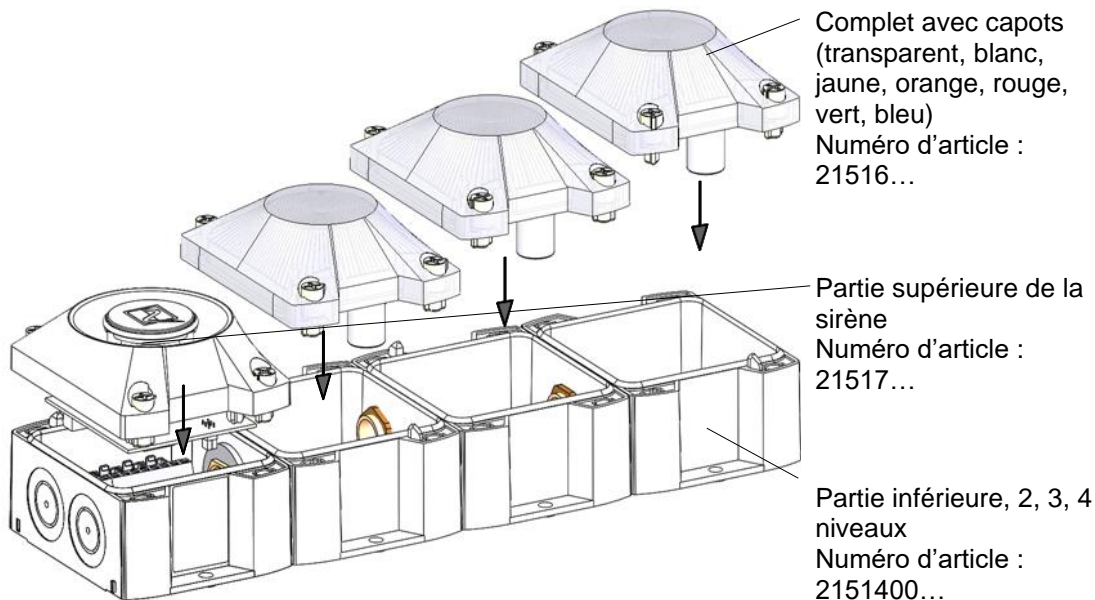 Complet avec capots
(transparent, blanc,
jaune, orange, rouge,
vert, bleu)
Numéro d’article :
21516…
Partie supérieure de la
sirène
Numéro d’article :
21517…
Partie inférieure, 2, 3, 4
niveaux
Numéro d’article :
2151400…